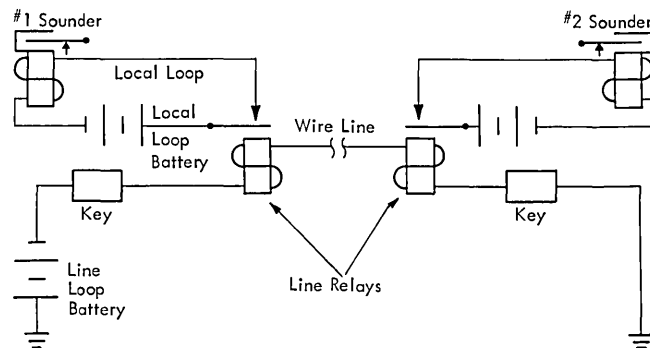 #1 Sounder
#2 Sounder
Local Loop
Local
Loop
Battery
Wire Line
Key
Key
Line
Loop
Battery
Line Relays